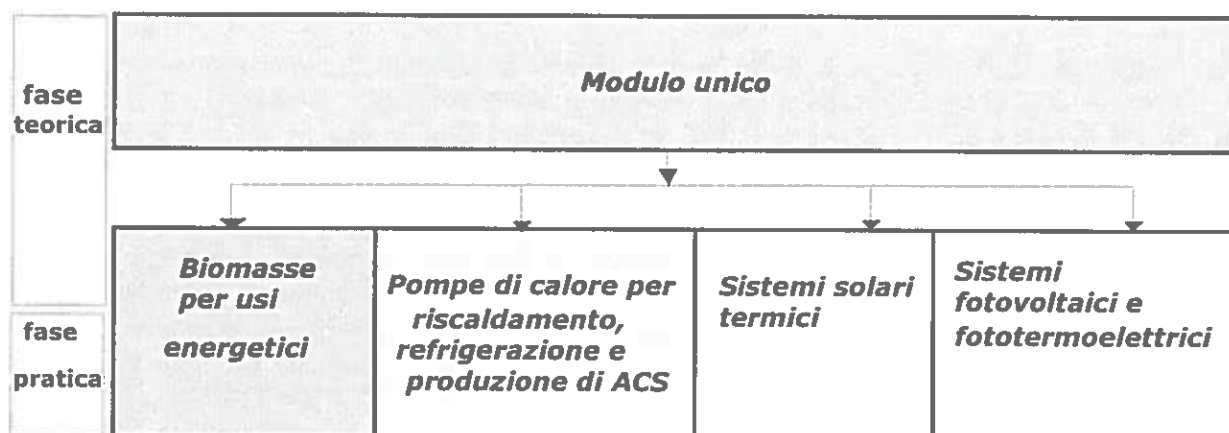 fase
teorica
Modulo unico
Biomasse
per usi
energetici
Pompe di calore per
riscaldamento,
refrigerazione e
produzione di ACS
Sistemi solari
termici
Sistemi
fotovoltaici e
fototermoelettrici
fase
pratica